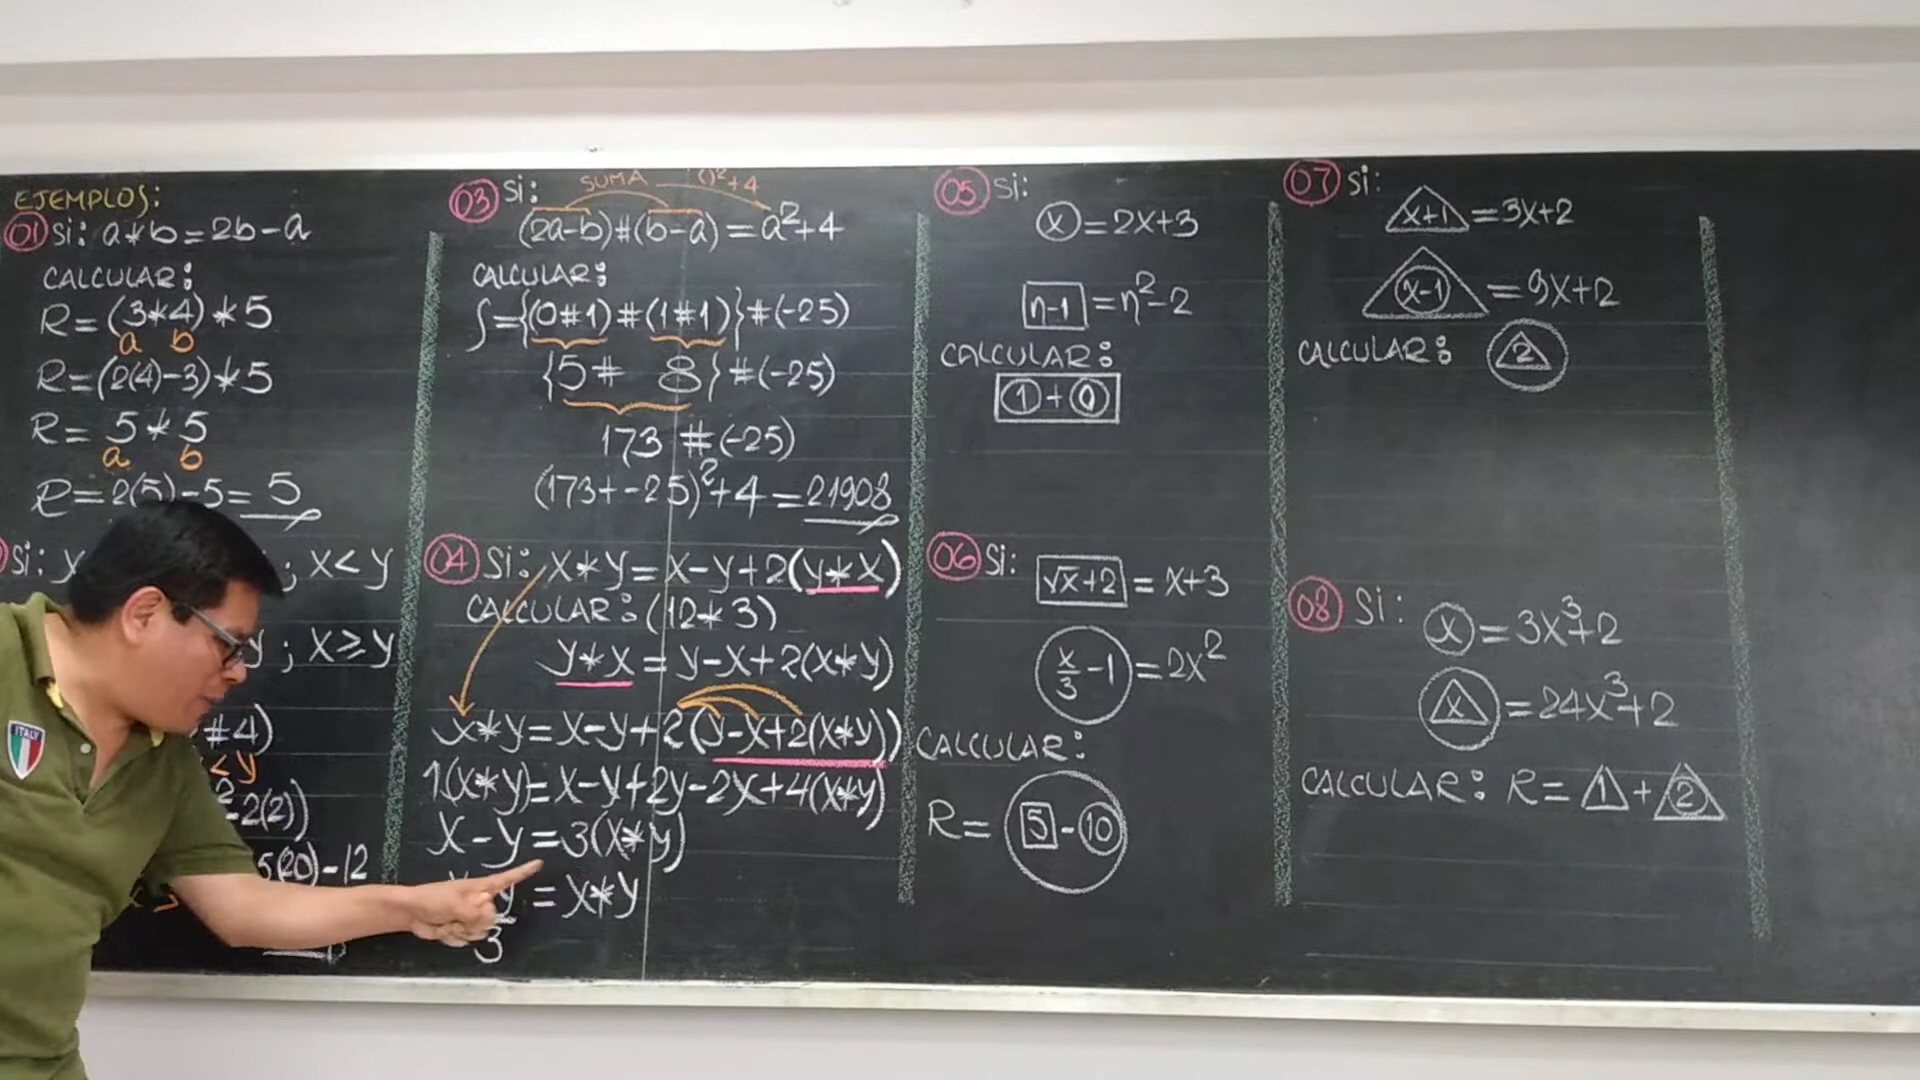 EJEMPLOS:
01 Si: a*b=2b-a
CALCULAR:
R=(3*4)*5
a b
R=(2(4)-3)*5
R= 5*5
a b
R=2(5)-5=5
Si: ; x<y
y ; x≥y
#4)
<y
-2(2))
5(20)-12
03 Si: SUMA ( )²+4
(2a-b)#(b-a)=a²+4
CALCULAR:
∫={(0#1)#(1#1)}#(-25)
{5# 8}#(-25)
173 #(-25)
(173+-25)²+4=21908
04 Si: x*y=x-y+2(y*x)
CALCULAR:(12*3)
y*x=y-x+2(x*y)
x*y=x-y+2(y-x+2(x*y))
1(x*y)=x-y+2y-2x+4(x*y)
x-y=3(x*y)
y = x*y
3
05 Si:
x=2x+3
n-1=n²-2
CALCULAR:
1+0
06 Si: √x+2=x+3
x/3-1=2x²
CALCULAR:
R= 5-10
07 Si:
x+1=3x+2
x-1=9x+2
CALCULAR: 2
08 Si: x=3x³+2
x=24x³+2
CALCULAR: R=1+2
ITALY